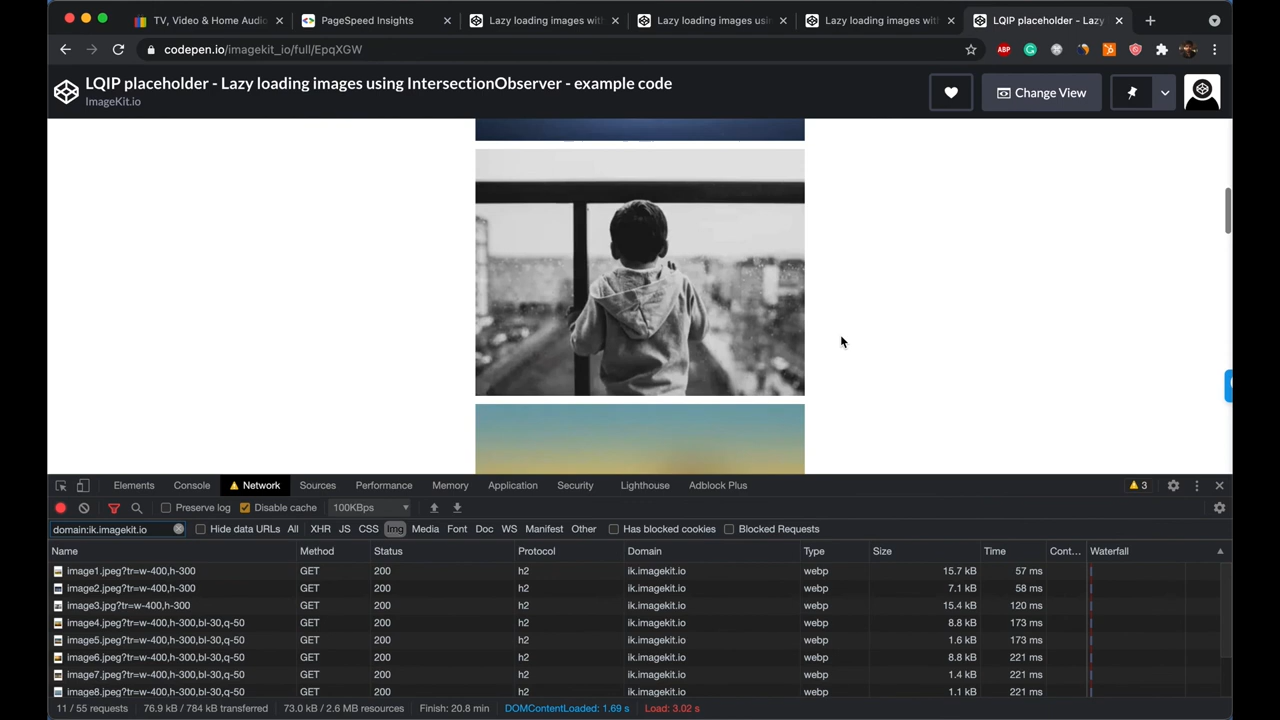 TV, Video & Home Audio
PageSpeed Insights
Lazy loading images with
Lazy loading images using
Lazy loading images with
LQIP placeholder - Lazy
codepen.io/imagekit_io/full/EpqXGW
ABP
LQIP placeholder - Lazy loading images using IntersectionObserver - example code
ImageKit.io
Change View
Elements Console Network Sources Performance Memory Application Security Lighthouse Adblock Plus 3
Preserve log Disable cache 100KBps
domain:ik.imagekit.io Hide data URLs All XHR JS CSS Img Media Font Doc WS Manifest Other Has blocked cookies Blocked Requests
Name Method Status Protocol Domain Type Size Time Cont... Waterfall
image1.jpeg?tr=w-400,h-300 GET 200 h2 ik.imagekit.io webp 15.7 kB 57 ms
image2.jpeg?tr=w-400,h-300 GET 200 h2 ik.imagekit.io webp 7.1 kB 58 ms
image3.jpg?tr=w-400,h-300 GET 200 h2 ik.imagekit.io webp 15.4 kB 120 ms
image4.jpeg?tr=w-400,h-300,bl-30,q-50 GET 200 h2 ik.imagekit.io webp 8.8 kB 173 ms
image5.jpeg?tr=w-400,h-300,bl-30,q-50 GET 200 h2 ik.imagekit.io webp 1.6 kB 173 ms
image6.jpeg?tr=w-400,h-300,bl-30,q-50 GET 200 h2 ik.imagekit.io webp 8.8 kB 221 ms
image7.jpeg?tr=w-400,h-300,bl-30,q-50 GET 200 h2 ik.imagekit.io webp 1.4 kB 221 ms
image8.jpeg?tr=w-400,h-300,bl-30,q-50 GET 200 h2 ik.imagekit.io webp 1.1 kB 221 ms
11 / 55 requests 76.9 kB / 784 kB transferred 73.0 kB / 2.6 MB resources Finish: 20.8 min DOMContentLoaded: 1.69 s Load: 3.02 s